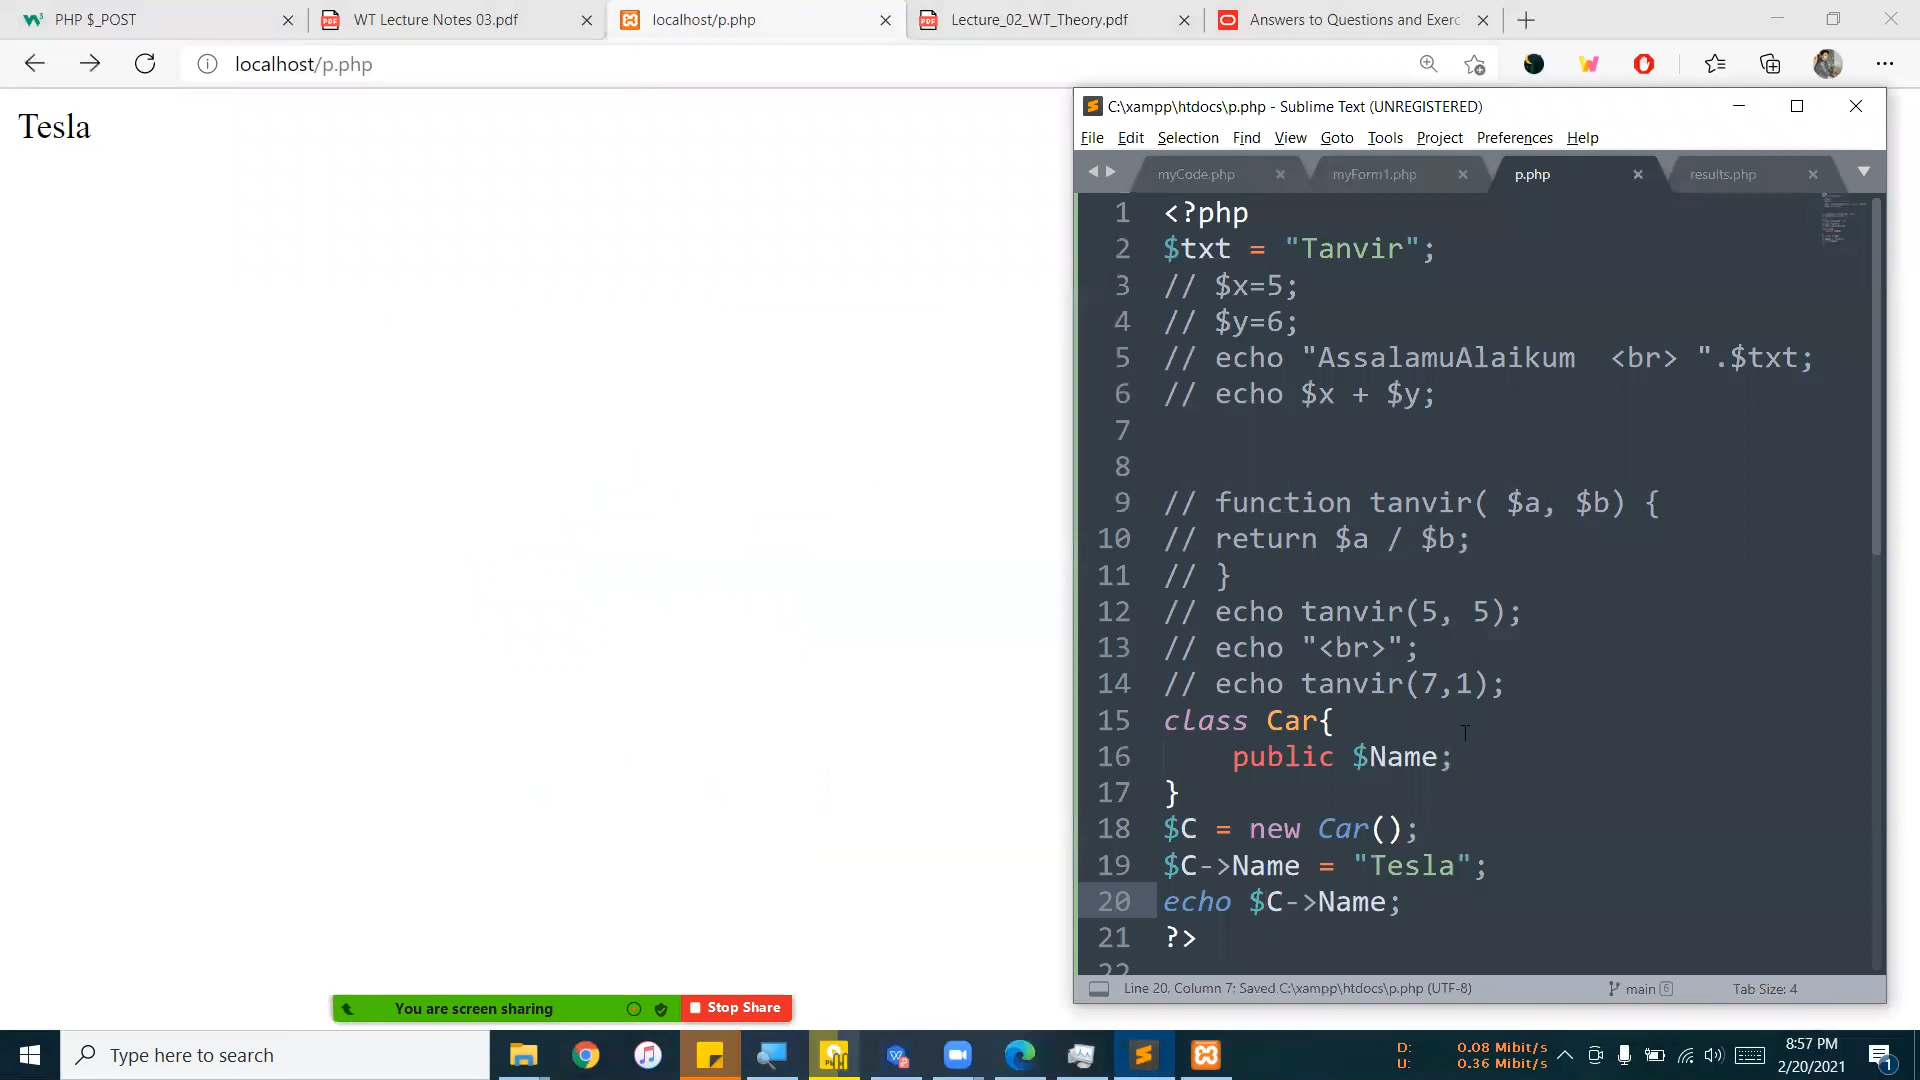 PHP $_POST
WT Lecture Notes 03.pdf
localhost/p.php
Lecture_02_WT_Theory.pdf
Answers to Questions and Exerc
localhost/p.php
Tesla
C:\xampp\htdocs\p.php - Sublime Text (UNREGISTERED)
File Edit Selection Find View Goto Tools Project Preferences Help
myCode.php
myForm1.php
p.php
results.php
1 <?php
2 $txt = "Tanvir";
3 // $x=5;
4 // $y=6;
5 // echo "AssalamuAlaikum  <br> ".$txt;
6 // echo $x + $y;
7
8
9 // function tanvir( $a, $b) {
10 // return $a / $b;
11 // }
12 // echo tanvir(5, 5);
13 // echo "<br>";
14 // echo tanvir(7,1);
15 class Car{
16     public $Name;
17 }
18 $C = new Car();
19 $C->Name = "Tesla";
20 echo $C->Name;
21 ?>
22
Line 20, Column 7: Saved C:\xampp\htdocs\p.php (UTF-8)
main 6
Tab Size: 4
You are screen sharing
Stop Share
Type here to search
D: 0.08 Mibit/s
U: 0.36 Mibit/s
8:57 PM
2/20/2021
1